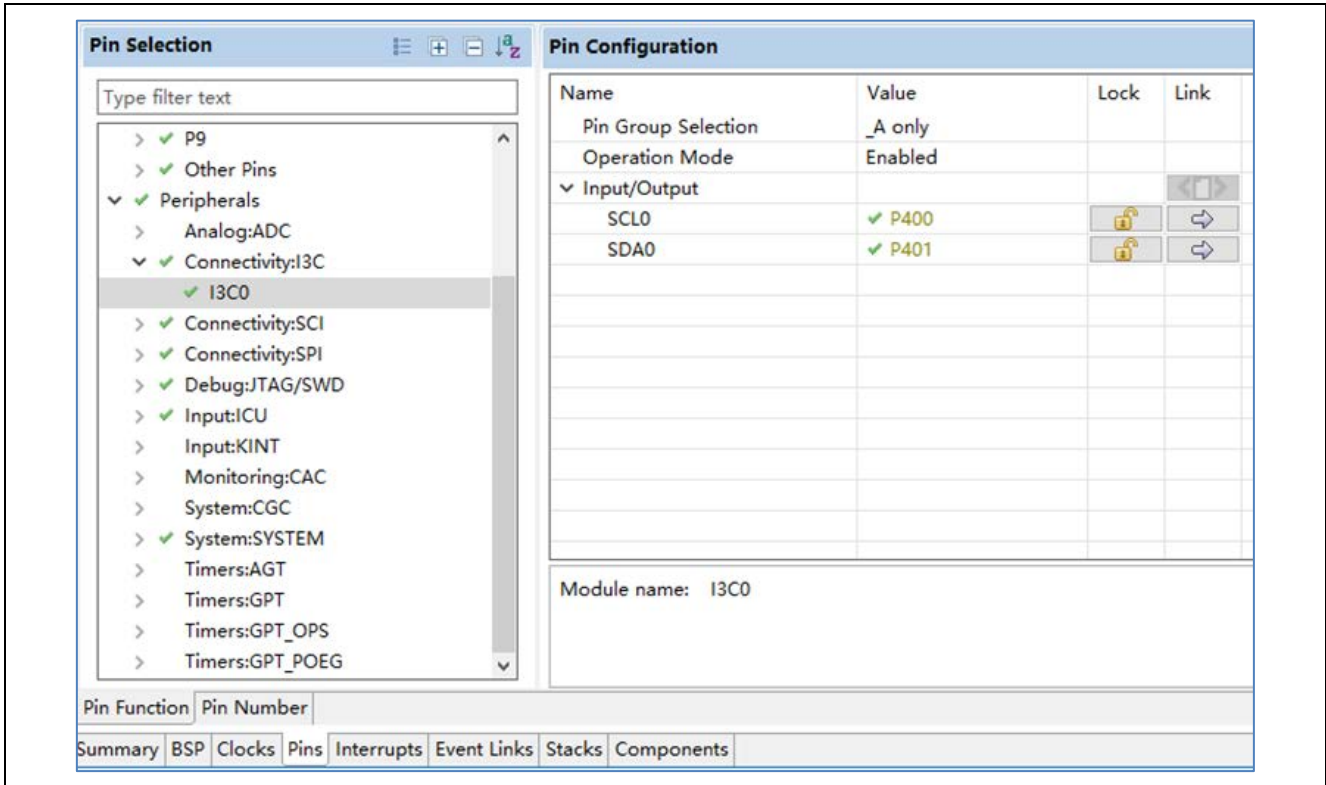 Pin Selection
Type filter text
P9
Other Pins
Peripherals
Analog:ADC
Connectivity:I3C
I3C0
Connectivity:SCI
Connectivity:SPI
Debug:JTAG/SWD
Input:ICU
Input:KINT
Monitoring:CAC
System:CGC
System:SYSTEM
Timers:AGT
Timers:GPT
Timers:GPT_OPS
Timers:GPT_POEG
Pin Configuration
Name Value Lock Link
Pin Group Selection _A only
Operation Mode Enabled
Input/Output
SCL0 P400
SDA0 P401
Module name: I3C0
Pin Function Pin Number
Summary BSP Clocks Pins Interrupts Event Links Stacks Components